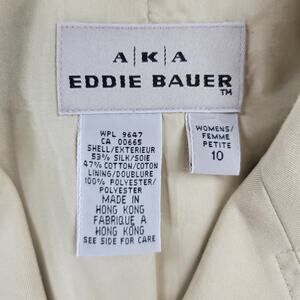 A|K|A
EDDIE BAUER
TM
WPL 9647
CA 00665
SHELL/EXTERIEUR
53% SILK/SOIE
47% COTTON/COTON
LINING/DOUBLURE
100% POLYESTER/
POLYESTER
MADE IN
HONG KONG
FABRIQUE A
HONG KONG
SEE SIDE FOR CARE
WOMENS/
FEMME
PETITE
10